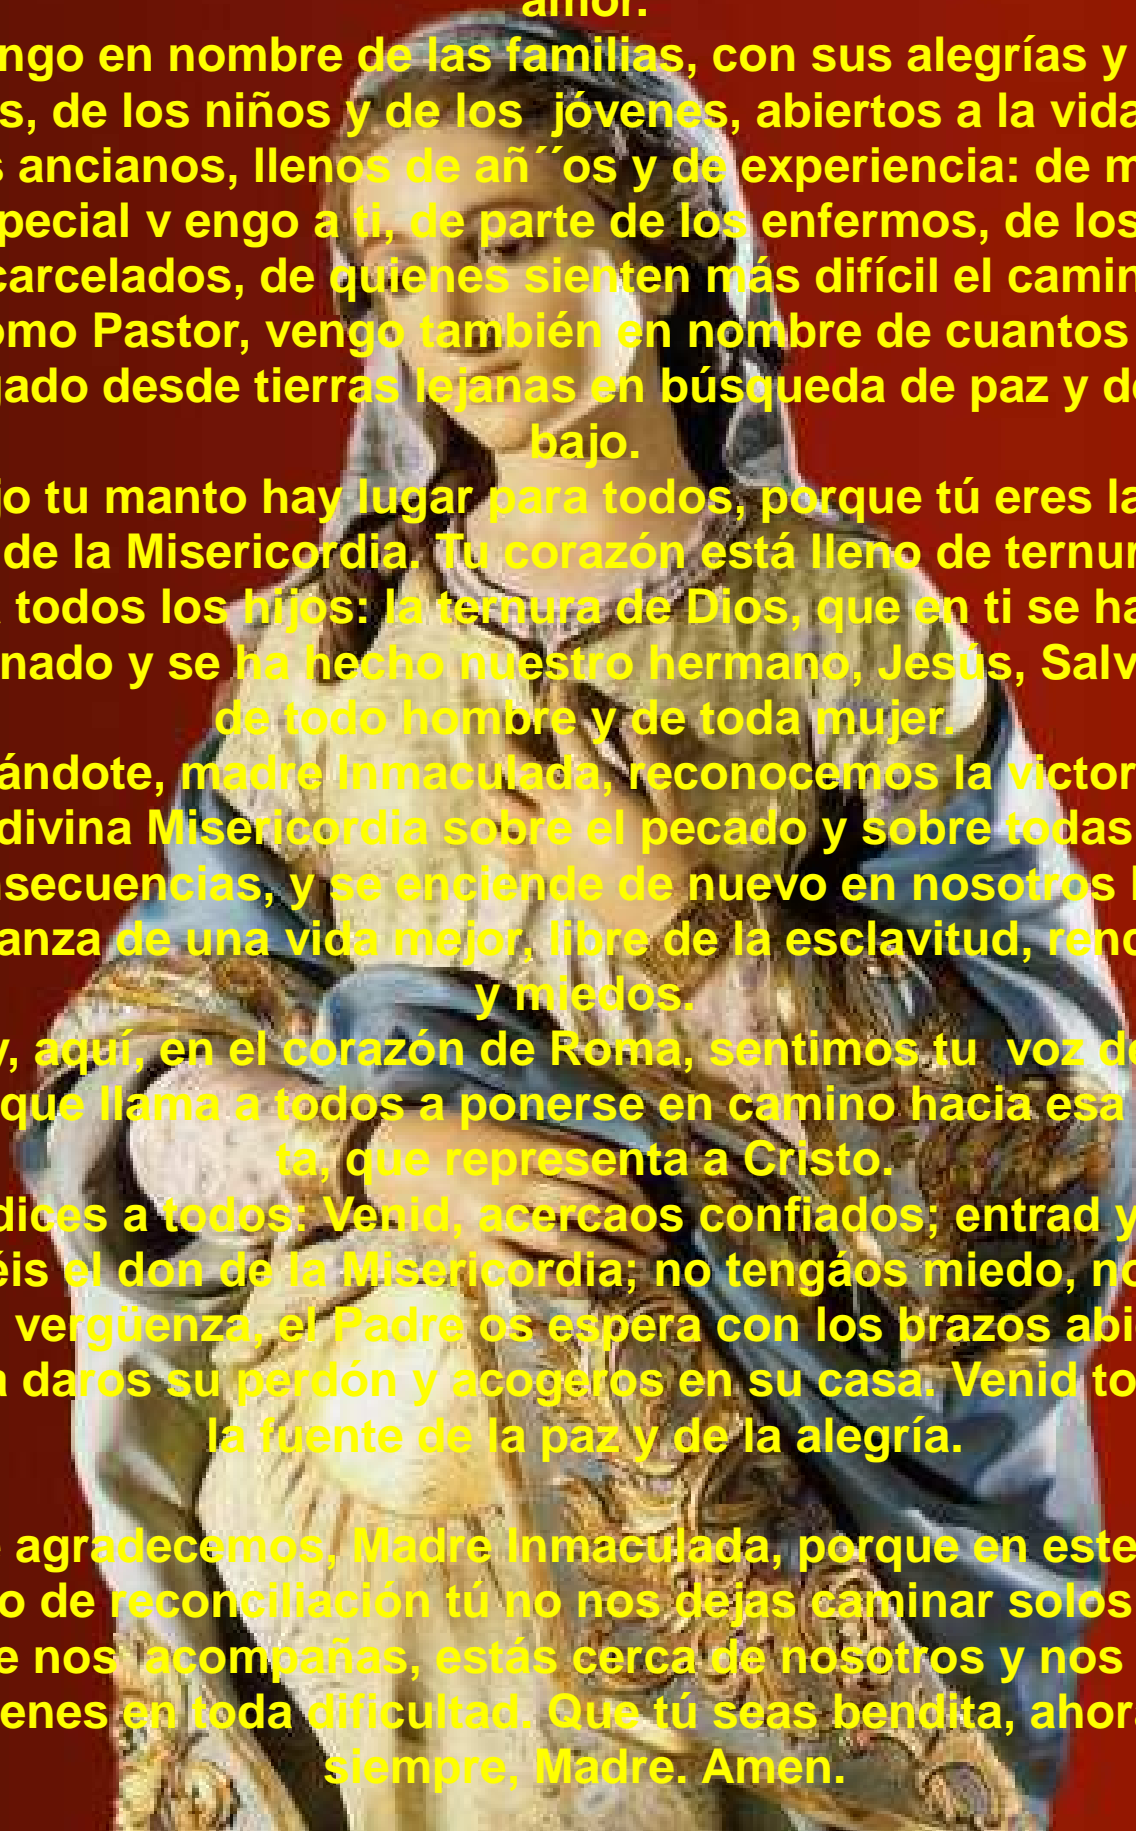 amor.
ngo en nombre de las familias, con sus alegrías y
s, de los niños y de los  jóvenes, abiertos a la vida
s ancianos, llenos de añ´´os y de experiencia: de m
pecial v engo a ti, de parte de los enfermos, de los
carcelados, de quienes sienten más difícil el camin
omo Pastor, vengo también en nombre de cuantos
gado desde tierras lejanas en búsqueda de paz y de
bajo.
jo tu manto hay lugar para todos, porque tú eres la
de la Misericordia. Tu corazón está lleno de ternur
a todos los hijos: la ternura de Dios, que en ti se ha
nado y se ha hecho nuestro hermano, Jesús, Salv
de todo hombre y de toda mujer.
ándote, madre Inmaculada, reconocemos la victor
divina Misericordia sobre el pecado y sobre todas
nsecuencias, y se enciende de nuevo en nosotros l
anza de una vida mejor, libre de la esclavitud, renc
y miedos.
y, aquí, en el corazón de Roma, sentimos tu  voz de
que llama a todos a ponerse en camino hacia esa
ta, que representa a Cristo.
dices a todos: Venid, acercaos confiados; entrad y
éis el don de la Misericordia; no tengáos miedo, no
vergüenza, el Padre os espera con los brazos abi
a daros su perdón y acogeros en su casa. Venid to
la fuente de la paz y de la alegría.
e agradecemos, Madre Inmaculada, porque en este
o de reconciliación tú no nos dejas caminar solos
e nos  acompañas, estás cerca de nosotros y nos
enes en toda dificultad. Que tú seas bendita, ahora
siempre, Madre. Amen.